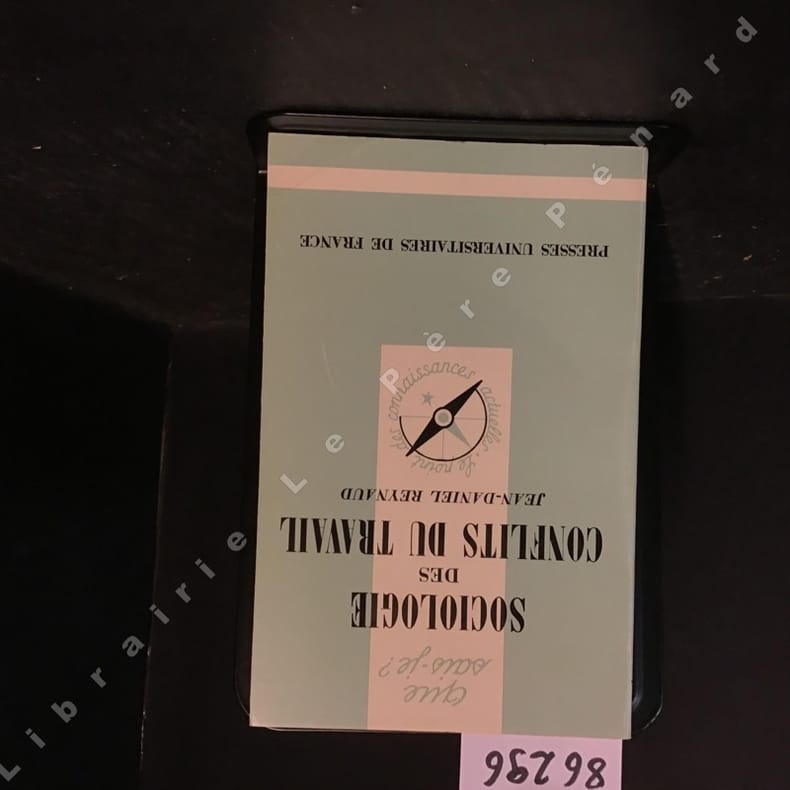 que
sais-je?
SOCIOLOGIE
DES
CONFLITS DU TRAVAIL
JEAN-DANIEL REYNAUD
le point des connaissances actuelles
PRESSES UNIVERSITAIRES DE FRANCE
86296
Librairie Le Père Pénard